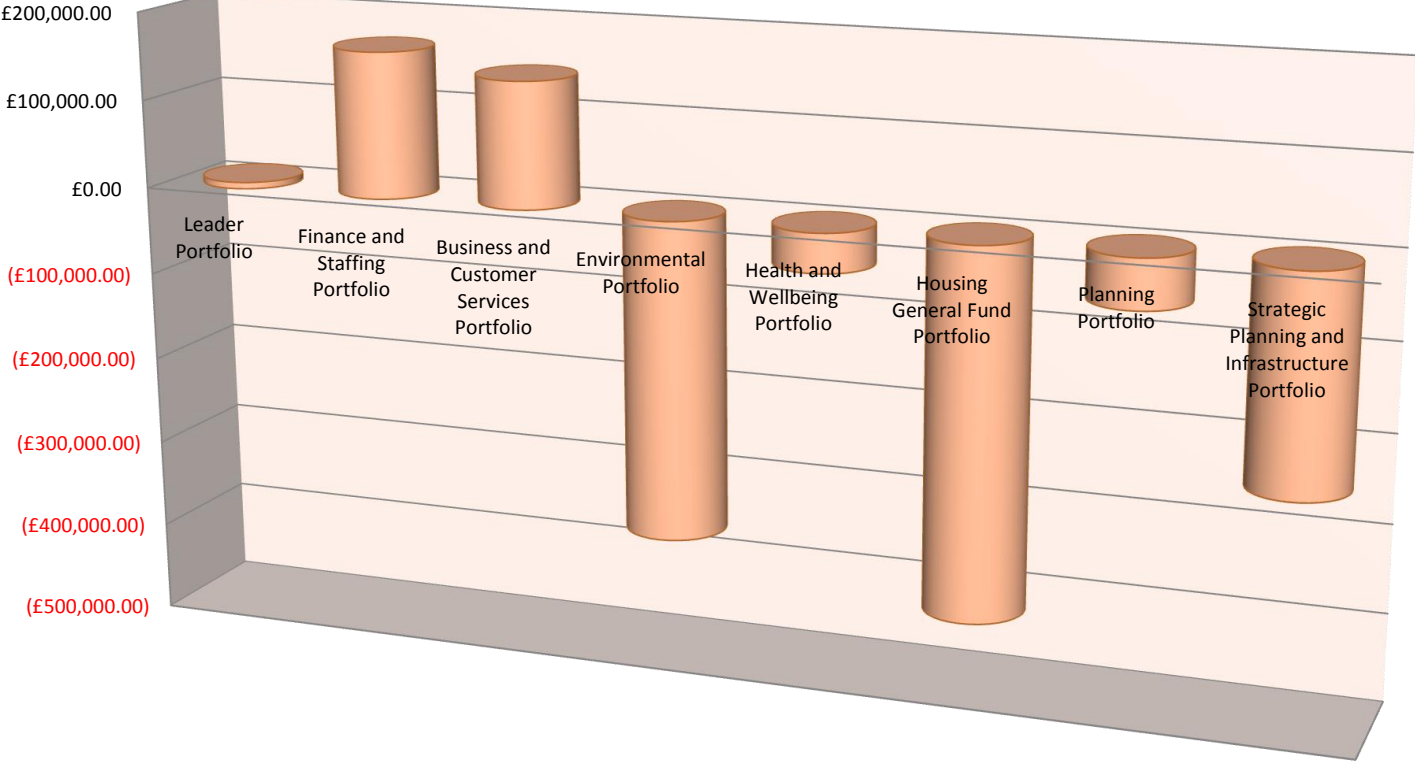 £200,000.00
£100,000.00
£0.00
(£100,000.00)
(£200,000.00)
(£300,000.00)
(£400,000.00)
(£500,000.00)
Leader
Portfolio
Finance and
Staffing
Portfolio
Business and
Customer
Services
Portfolio
Environmental
Portfolio
Health and
Wellbeing
Portfolio
Housing
General Fund
Portfolio
Planning
Portfolio
Strategic
Planning and
Infrastructure
Portfolio